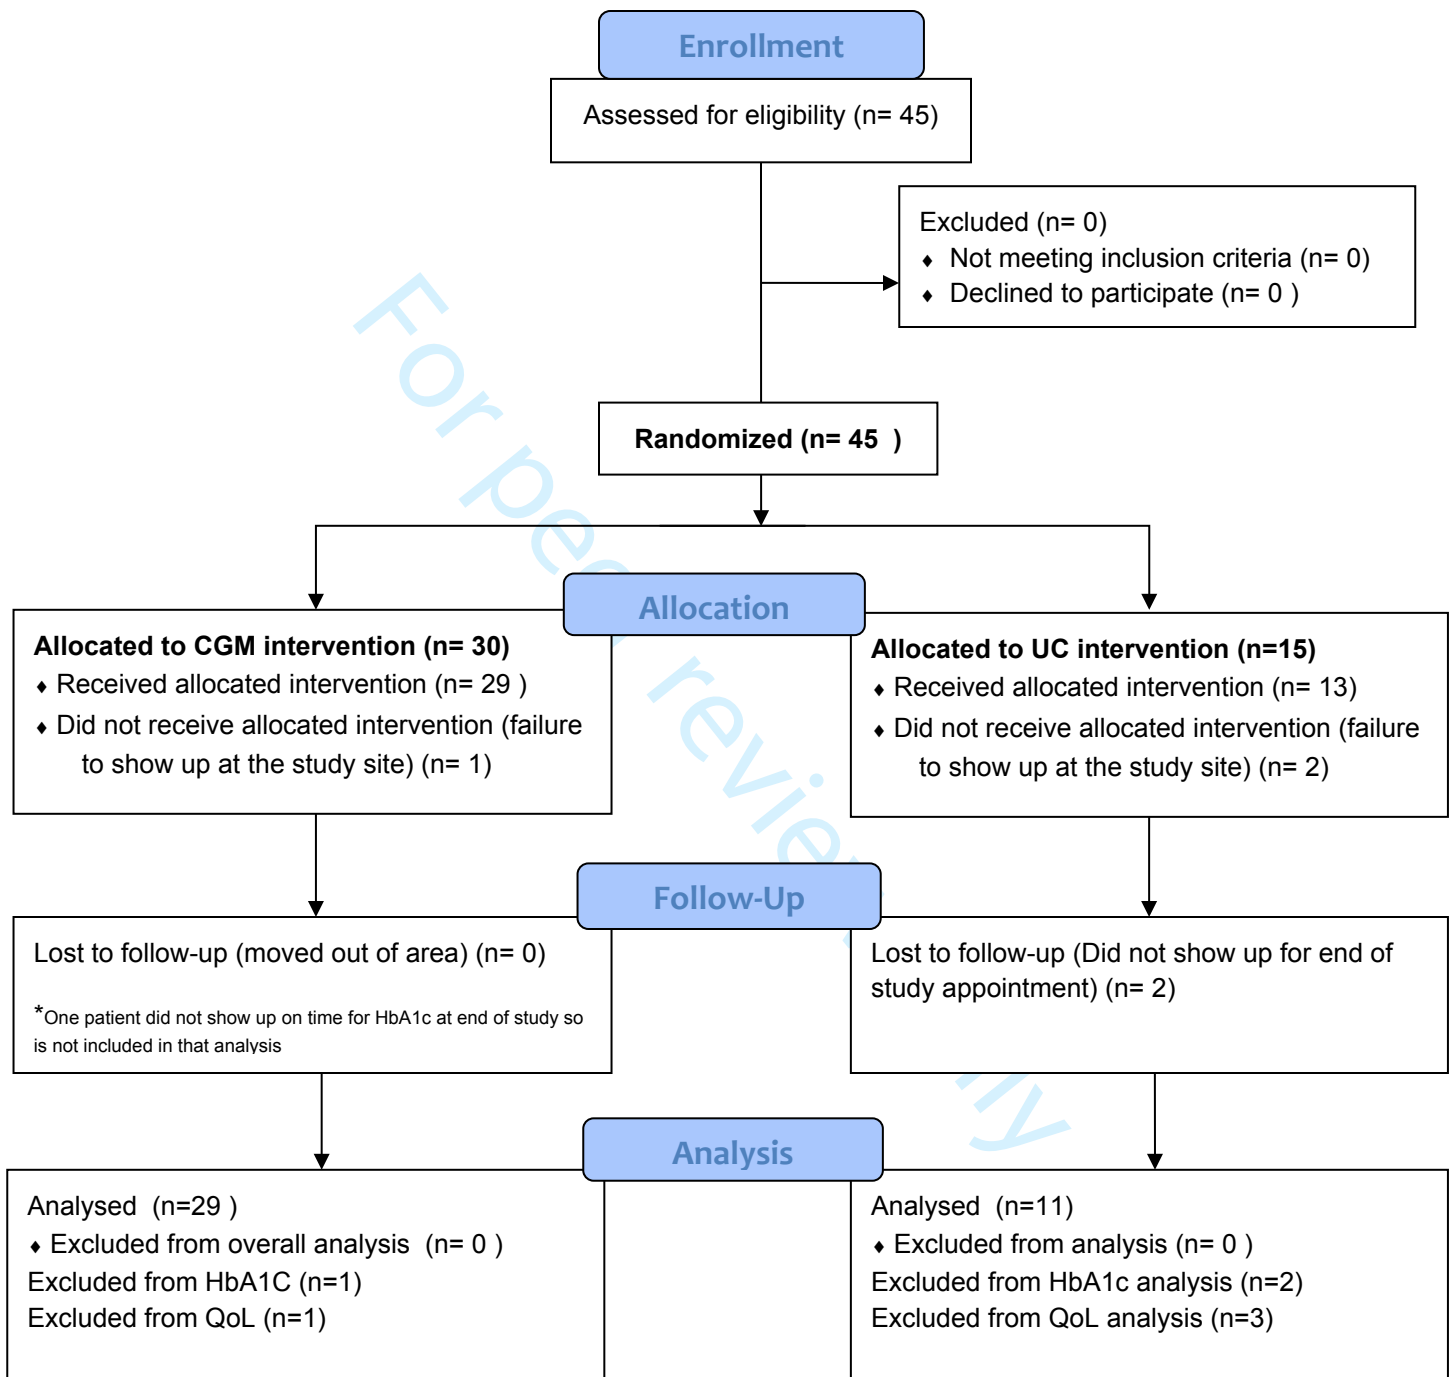 Enrollment
Assessed for eligibility (n= 45)
Excluded (n= 0)
♦ Not meeting inclusion criteria (n= 0)
♦ Declined to participate (n= 0 )
Randomized (n= 45  )
Allocation
Allocated to CGM intervention (n= 30)
♦ Received allocated intervention (n= 29 )
♦ Did not receive allocated intervention (failure
to show up at the study site) (n= 1)
Allocated to UC intervention (n=15)
♦ Received allocated intervention (n= 13)
♦ Did not receive allocated intervention (failure
to show up at the study site) (n= 2)
Follow-Up
Lost to follow-up (moved out of area) (n= 0)
*One patient did not show up on time for HbA1c at end of study so
is not included in that analysis
Lost to follow-up (Did not show up for end of
study appointment) (n= 2)
Analysis
Analysed  (n=29 )
♦ Excluded from overall analysis  (n= 0 )
Excluded from HbA1C (n=1)
Excluded from QoL (n=1)
Analysed  (n=11)
♦ Excluded from analysis (n= 0 )
Excluded from HbA1c analysis (n=2)
Excluded from QoL analysis (n=3)
For peer review only